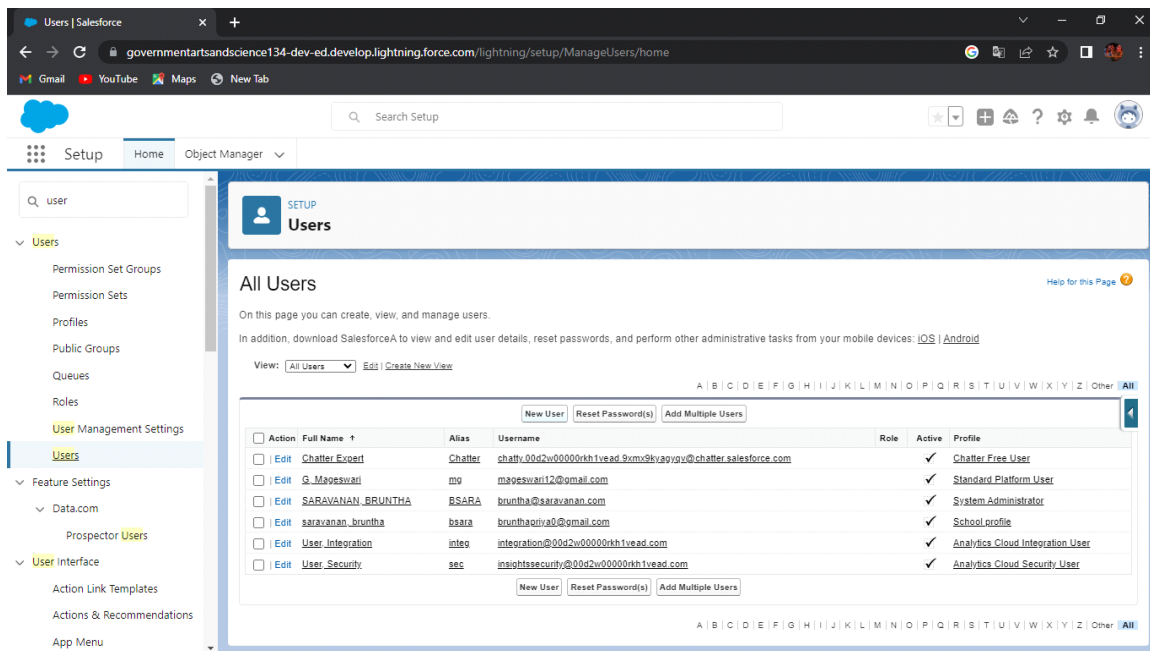 Users | Salesforce
governmentartsandscience134-dev-ed.develop.lightning.force.com/lightning/setup/ManageUsers/home
Gmail YouTube Maps New Tab
Search Setup
Setup Home Object Manager
user
Users
Permission Set Groups
Permission Sets
Profiles
Public Groups
Queues
Roles
User Management Settings
Users
Feature Settings
Data.com
Prospector Users
User Interface
Action Link Templates
Actions & Recommendations
App Menu
SETUP
Users
All Users
Help for this Page ?
On this page you can create, view, and manage users.
In addition, download SalesforceA to view and edit user details, reset passwords, and perform other administrative tasks from your mobile devices: iOS | Android
View: All Users Edit | Create New View
A | B | C | D | E | F | G | H | I | J | K | L | M | N | O | P | Q | R | S | T | U | V | W | X | Y | Z | Other All
New User Reset Password(s) Add Multiple Users
Action Full Name ↑ Alias Username Role Active Profile
| Edit Chatter Expert Chatter chatty.00d2w00000rkh1vead.9xmx9kyagyqv@chatter.salesforce.com ✓ Chatter Free User
| Edit G, Mageswari mg mageswari12@gmail.com ✓ Standard Platform User
| Edit SARAVANAN, BRUNTHA BSARA bruntha@saravanan.com ✓ System Administrator
| Edit saravanan, bruntha bsara brunthapriya0@gmail.com ✓ School profile
| Edit User, Integration integ integration@00d2w00000rkh1vead.com ✓ Analytics Cloud Integration User
| Edit User, Security sec insightssecurity@00d2w00000rkh1vead.com ✓ Analytics Cloud Security User
New User Reset Password(s) Add Multiple Users
A | B | C | D | E | F | G | H | I | J | K | L | M | N | O | P | Q | R | S | T | U | V | W | X | Y | Z | Other All